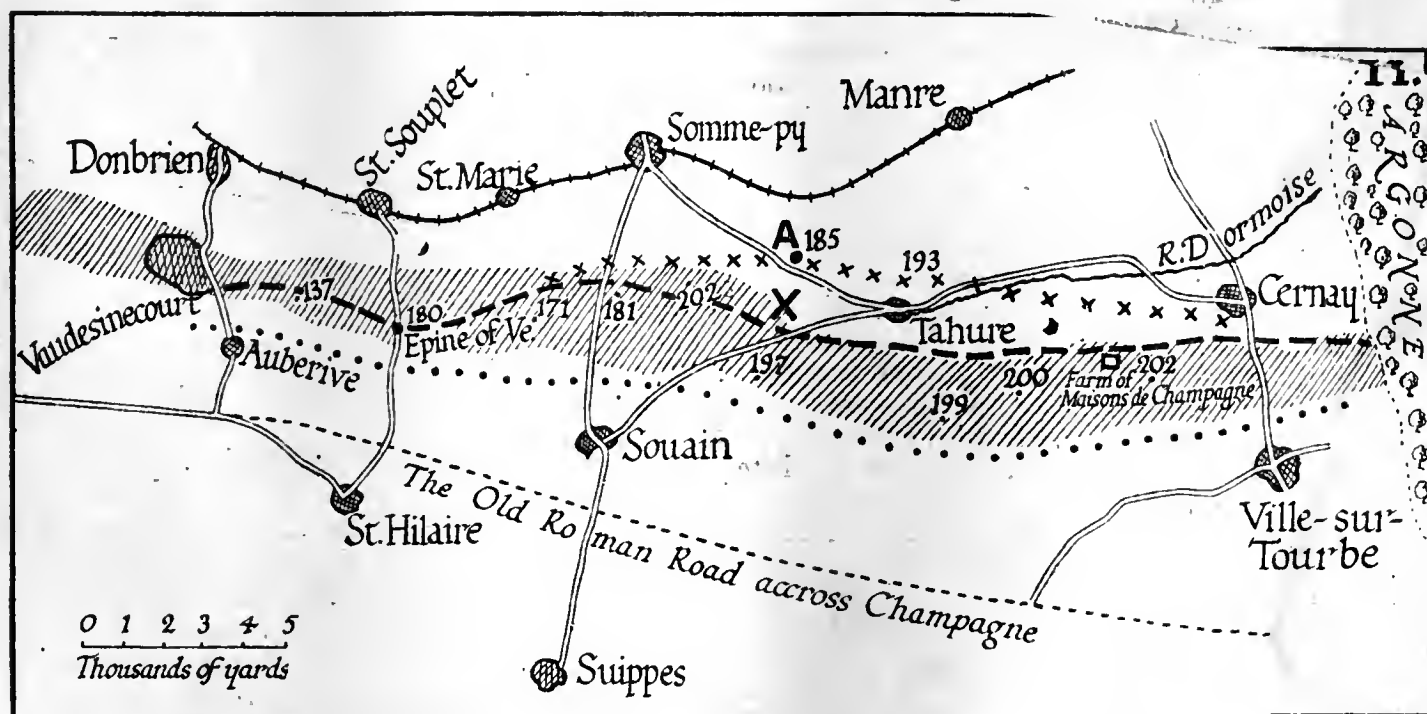 II.
ARGONNE
Manre
Somme-py
St. Souplet
Donbrien
St. Marie
R. Dormoise
A 185
193
Cernay
137
171
202
X
180
181
Vaudesinecourt
Epine of Ve.
Tahure
Auberive
197
200
202
Farm of
Maisons de Champagne
199
Souain
The Old Roman Road accross Champagne
St. Hilaire
Ville-sur-
Tourbe
0 1 2 3 4 5
Thousands of yards
Suippes